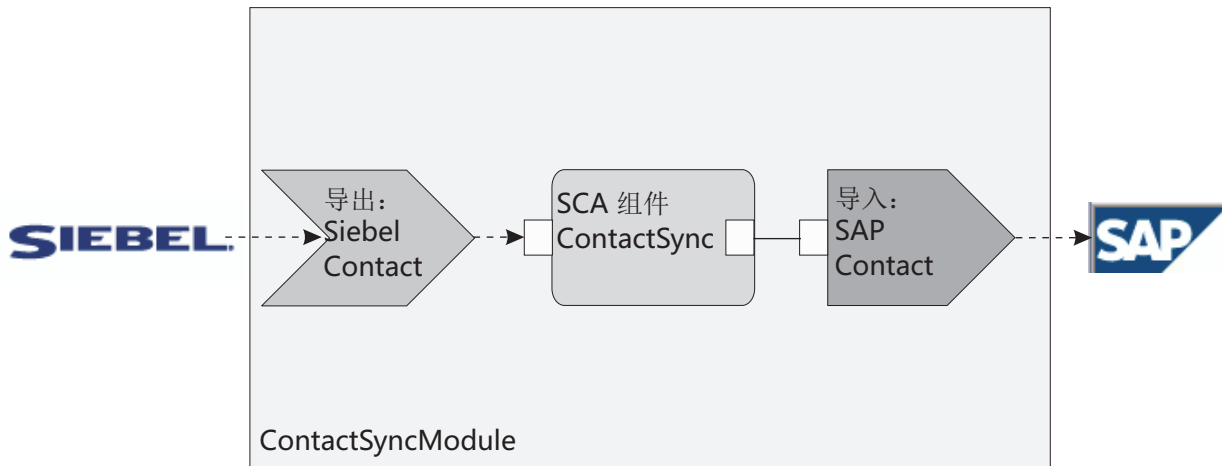 SIEBEL
导出：
Siebel
Contact
SCA 组件
ContactSync
导入：
SAP
Contact
SAP
ContactSyncModule